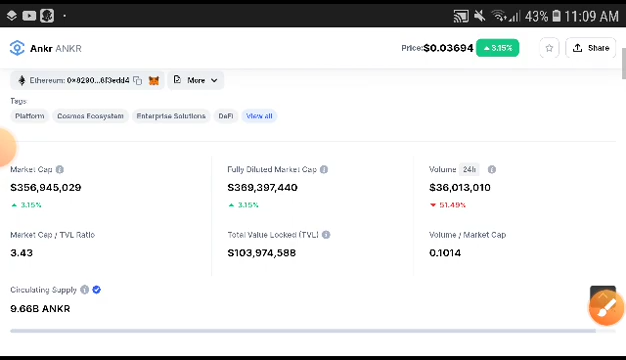 43% 11:09 AM
Ankr ANKR Price:$0.03694 3.15% Share
Ethereum: 0x8290...6f3edd4 More
Tags
Platform Cosmos Ecosystem Enterprise Solutions DeFi View all
Market Cap Fully Diluted Market Cap Volume 24h
$356,945,029 $369,397,440 $36,013,010
3.15% 3.15% 51.49%
Market Cap / TVL Ratio Total Value Locked (TVL) Volume / Market Cap
3.43 $103,974,588 0.1014
Circulating Supply
9.66B ANKR